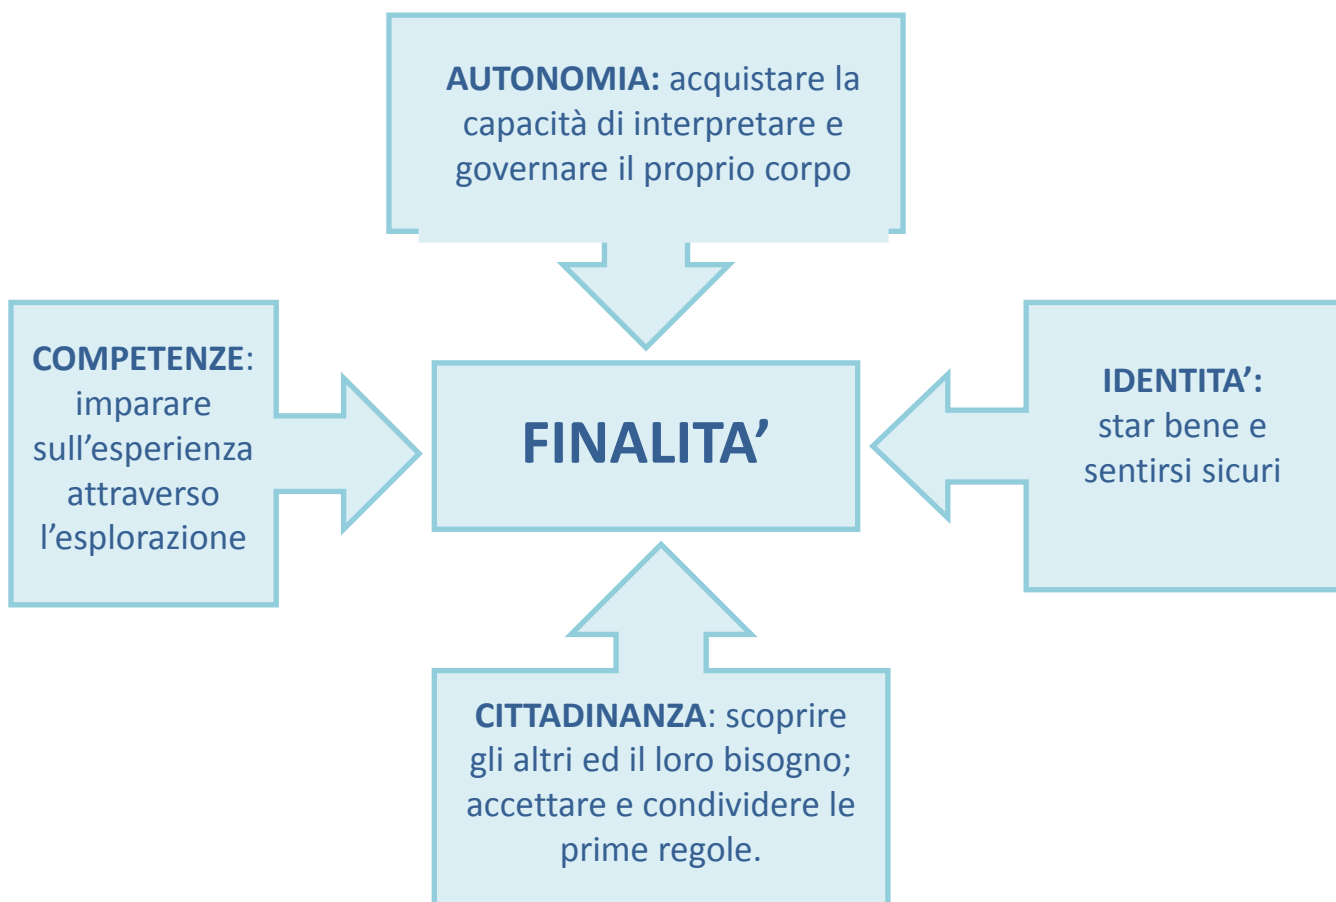 AUTONOMIA: acquistare la
capacità di interpretare e
governare il proprio corpo
COMPETENZE:
imparare
sull’esperienza
attraverso
l’esplorazione
FINALITA’
IDENTITA’:
star bene e
sentirsi sicuri
CITTADINANZA: scoprire
gli altri ed il loro bisogno;
accettare e condividere le
prime regole.